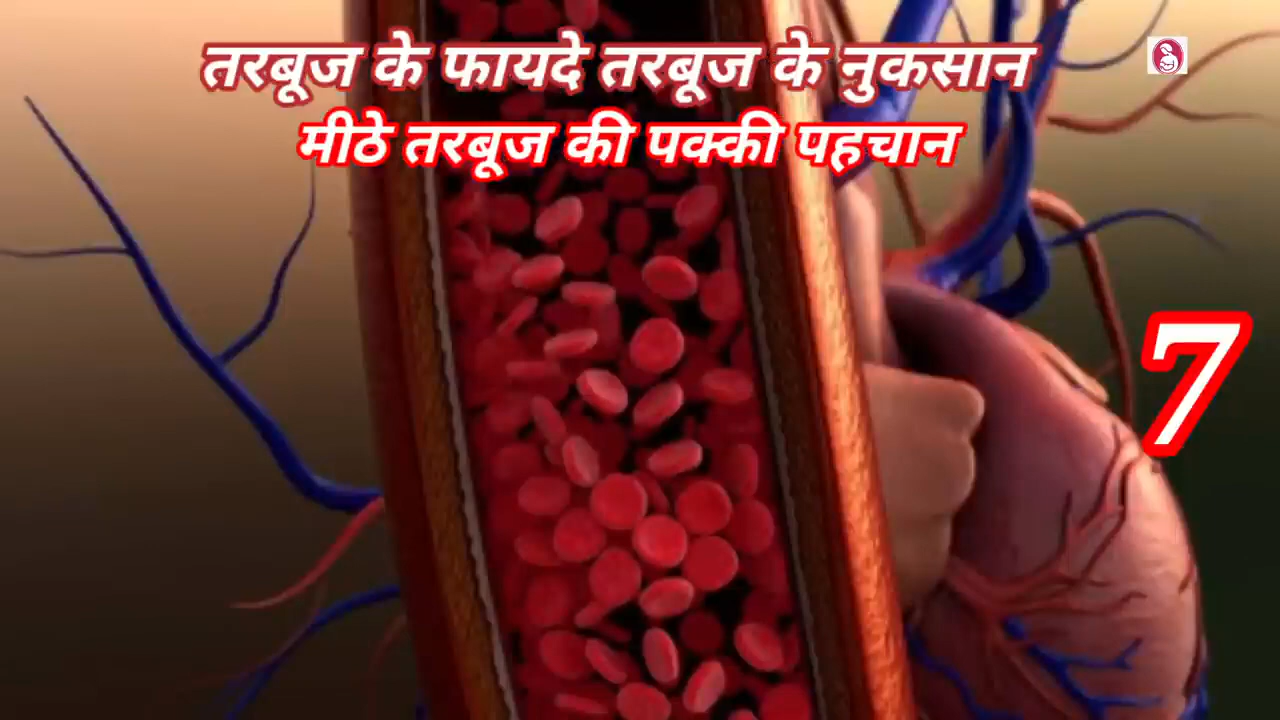 तरबूज के फायदे तरबूज के नुकसान
मीठे तरबूज की पक्की पहचान
7